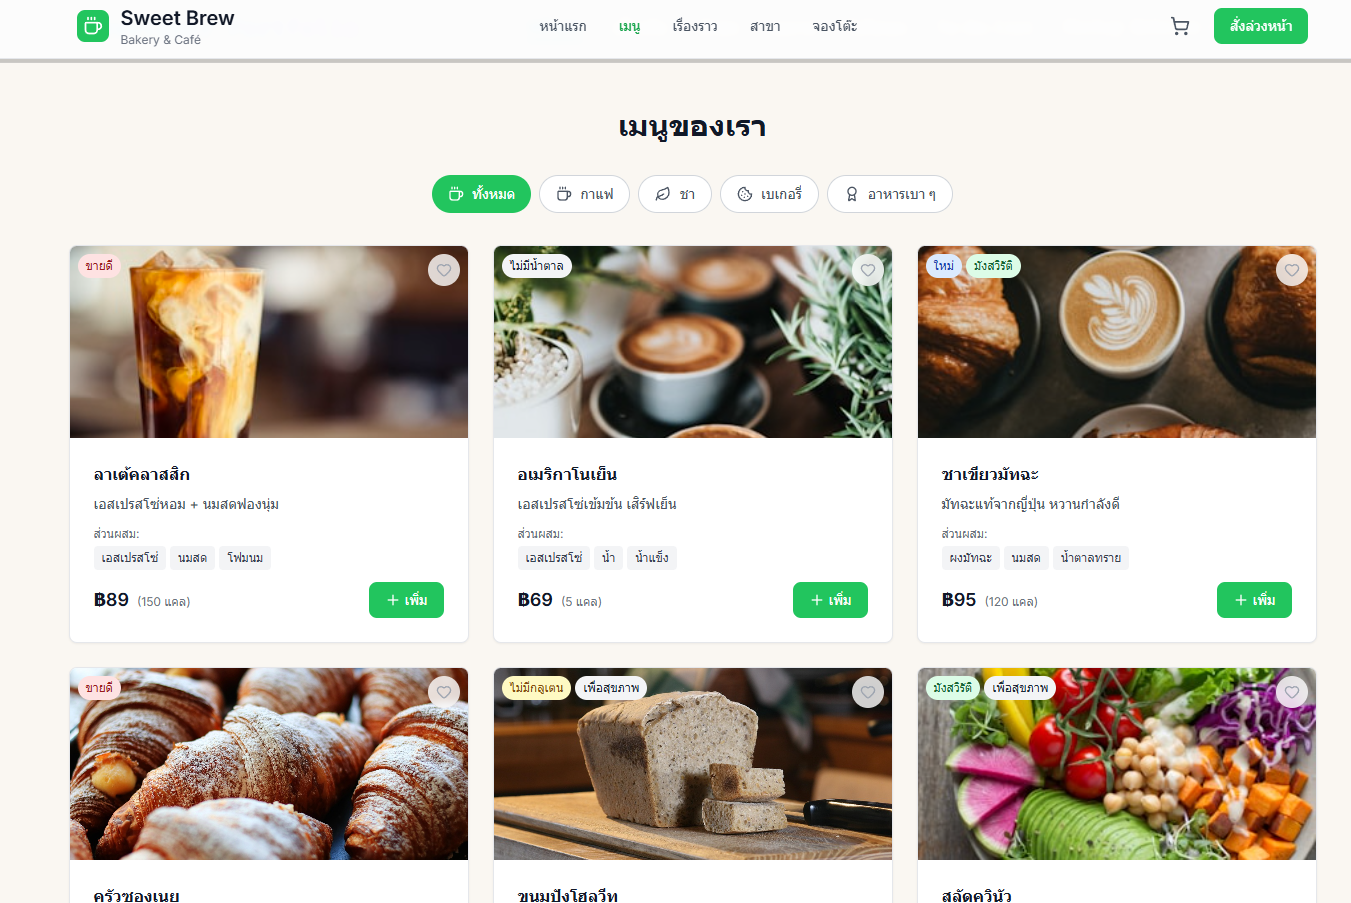 Sweet Brew
Bakery & Café
หน้าแรก
เมนู
เรื่องราว
สาขา
จองโต๊ะ
สั่งล่วงหน้า
เมนูของเรา
ทั้งหมด
กาแฟ
ชา
เบเกอรี่
อาหารเบา ๆ
ขายดี
ลาเต้คลาสสิก
เอสเปรสโซ่หอม + นมสดฟองนุ่ม
ส่วนผสม:
เอสเปรสโซ่ นมสด โฟมนม
฿89 (150 แคล)
เพิ่ม
ไม่มีน้ำตาล
อเมริกาโนเย็น
เอสเปรสโซ่เข้มข้น เสิร์ฟเย็น
ส่วนผสม:
เอสเปรสโซ่ น้ำ น้ำแข็ง
฿69 (5 แคล)
เพิ่ม
ใหม่ มังสวิรัติ
ชาเขียวมัทฉะ
มัทฉะแท้จากญี่ปุ่น หวานกำลังดี
ส่วนผสม:
ผงมัทฉะ นมสด น้ำตาลทราย
฿95 (120 แคล)
เพิ่ม
ขายดี
ครัวซองเนย
ไม่มีกลูเตน เพื่อสุขภาพ
ขนมปังโฮลวีท
มังสวิรัติ เพื่อสุขภาพ
สลัดควินัว